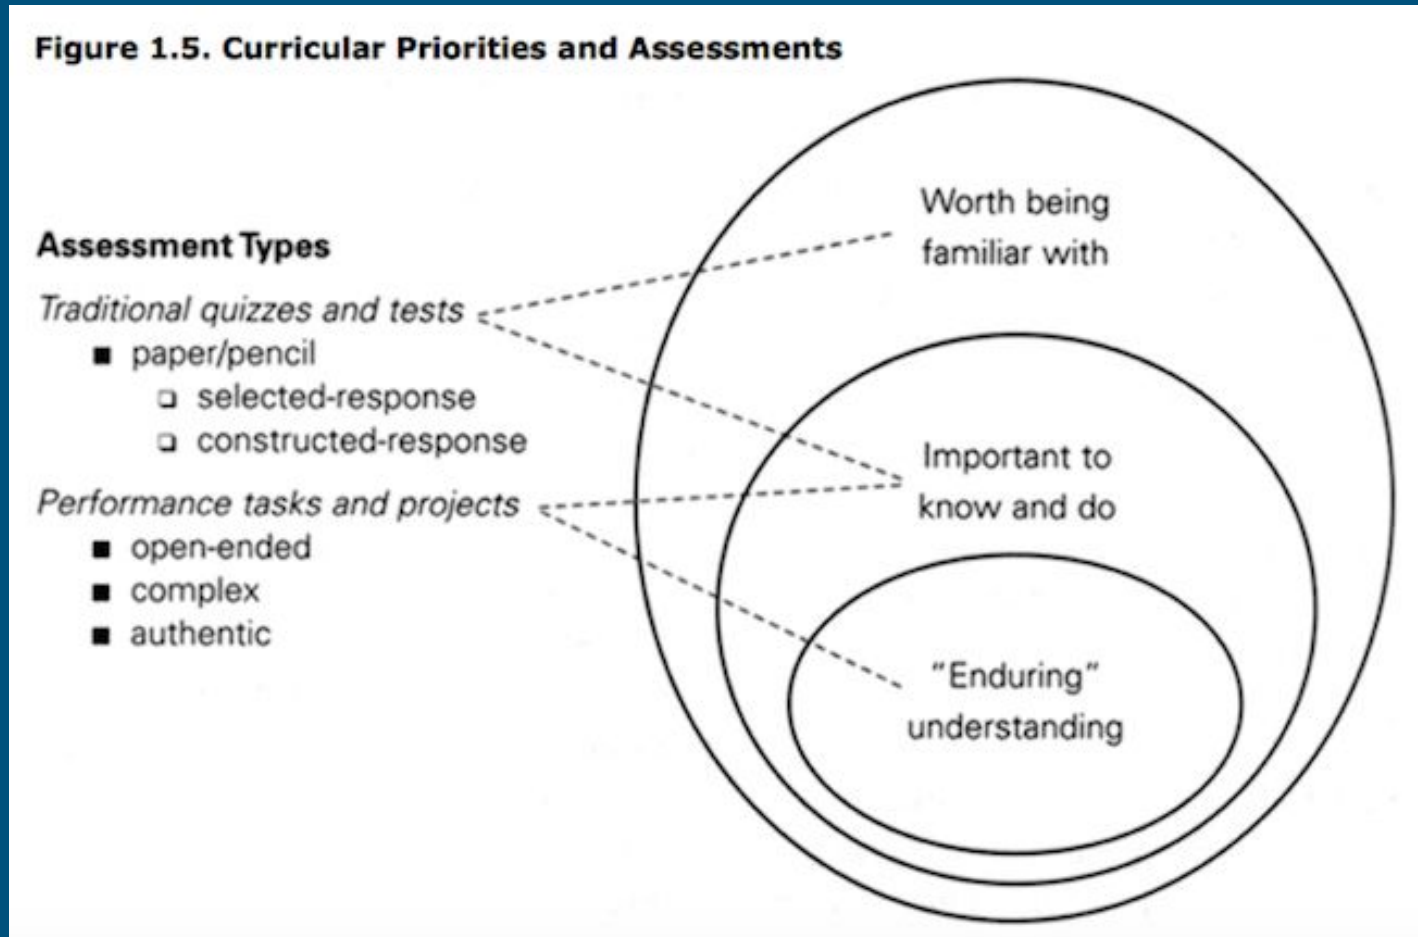 Figure 1.5. Curricular Priorities and Assessments
Assessment Types
Traditional quizzes and tests
■ paper/pencil
❏ selected-response
❏ constructed-response
Performance tasks and projects
■ open-ended
■ complex
■ authentic
Worth being
familiar with
Important to
know and do
“Enduring”
understanding